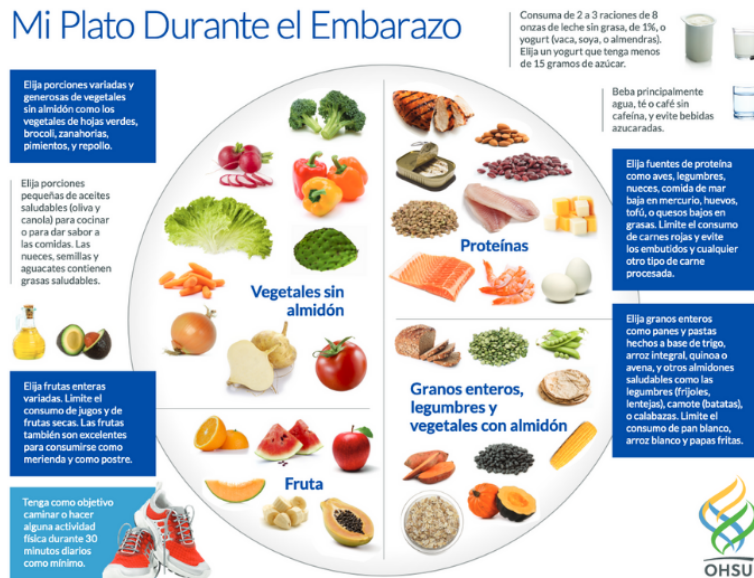 Mi Plato Durante el Embarazo
Consuma de 2 a 3 raciones de 8
onzas de leche sin grasa, de 1%, o
yogurt (vaca, soya, o almendras).
Elija un yogurt que tenga menos
de 15 gramos de azúcar.
Beba principalmente
agua, té o café sin
cafeína, y evite bebidas
azucaradas.
Elija porciones variadas y
generosas de vegetales
sin almidón como los
vegetales de hojas verdes,
brocoli, zanahorias,
pimientos, y repollo.
Elija porciones
pequeñas de aceites
saludables (oliva y
canola) para cocinar
o para dar sabor a
las comidas. Las
nueces, semillas y
aguacates contienen
grasas saludables.
Elija frutas enteras
variadas. Limite el
consumo de jugos y de
frutas secas. Las frutas
también son excelentes
para consumirse como
merienda y como postre.
Tenga como objetivo
caminar o hacer
alguna actividad
física durante 30
minutos diarios
como mínimo.
Vegetales sin
almidón
Fruta
Proteínas
Granos enteros,
legumbres y
vegetales con almidón
Elija fuentes de proteína
como aves, legumbres,
nueces, comida de mar
baja en mercurio, huevos,
tofú, o quesos bajos en
grasas. Limite el consumo
de carnes rojas y evite
los embutidos y cualquier
otro tipo de carne
procesada.
Elija granos enteros
como panes y pastas
hechos a base de trigo,
arroz integral, quinoa o
avena, y otros almidones
saludables como las
legumbres (frijoles,
lentejas), camote (batatas),
o calabazas. Limite el
consumo de pan blanco,
arroz blanco y papas fritas.
OHSU